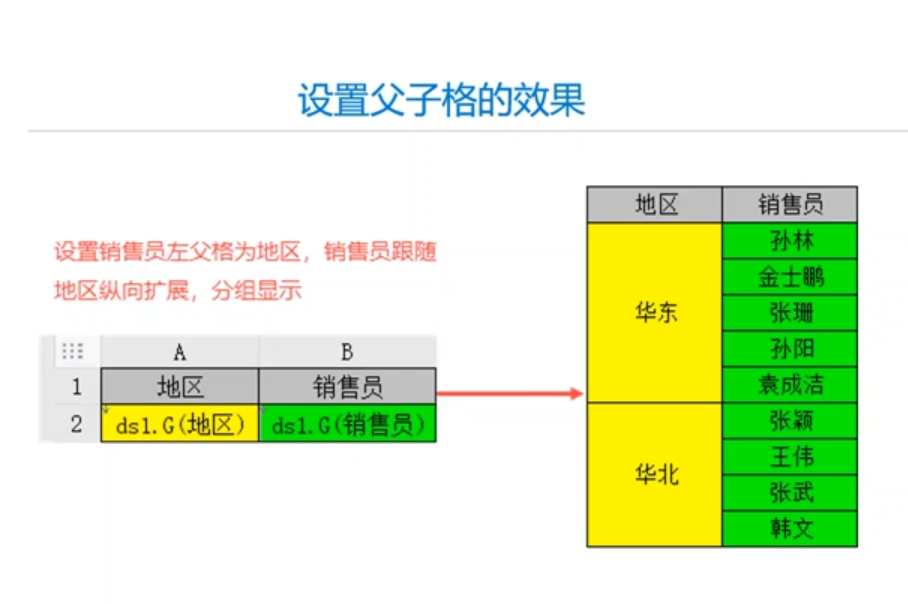 设置父子格的效果
设置销售员左父格为地区，销售员跟随
地区纵向扩展，分组显示
A B
1 地区 销售员
2 ds1.G(地区) ds1.G(销售员)
地区 销售员
华东 孙林
金士鹏
张珊
孙阳
袁成洁
华北 张颖
王伟
张武
韩文